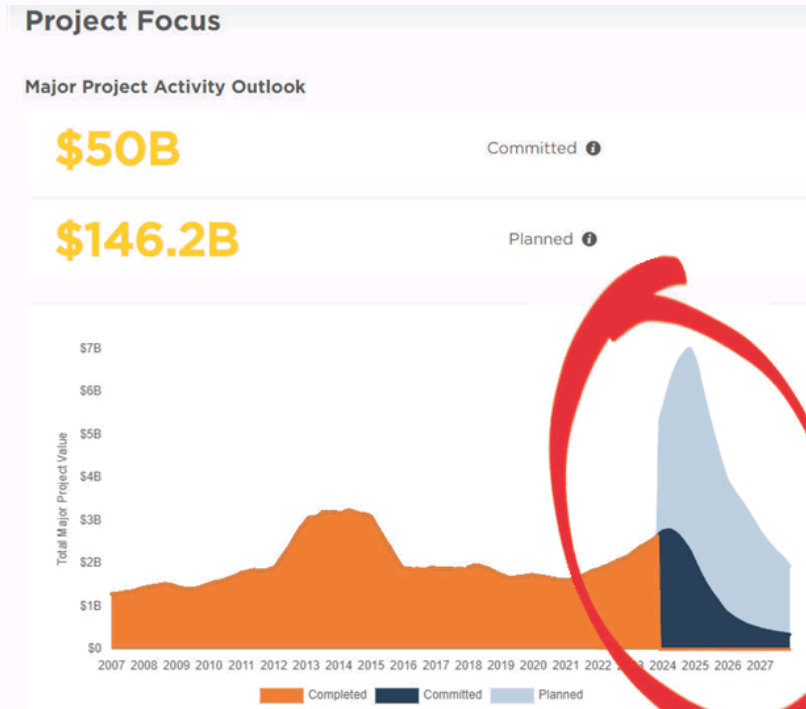 Project Focus
Major Project Activity Outlook
$50B
Committed
$146.2B
Planned
$7B
$6B
$5B
$4B
$3B
$2B
$1B
$0
Total Major Project Value
2007 2008 2009 2010 2011 2012 2013 2014 2015 2016 2017 2018 2019 2020 2021 2022 2024 2025 2026 2027
Completed Committed Planned